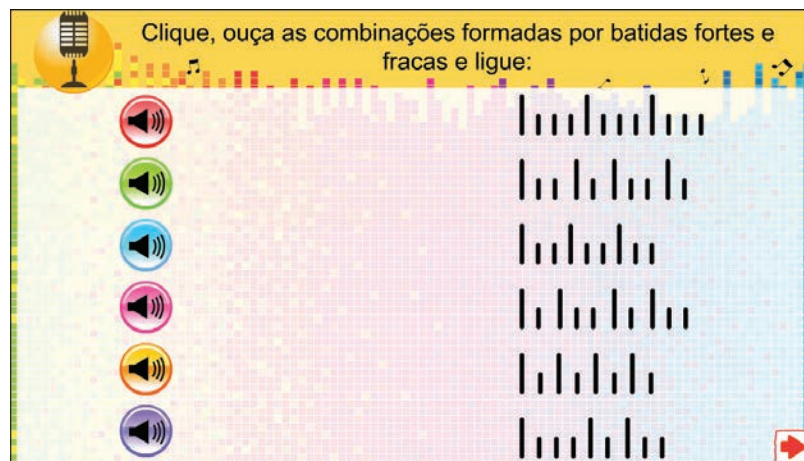 Clique, ouça as combinações formadas por batidas fortes e
fracas e ligue: